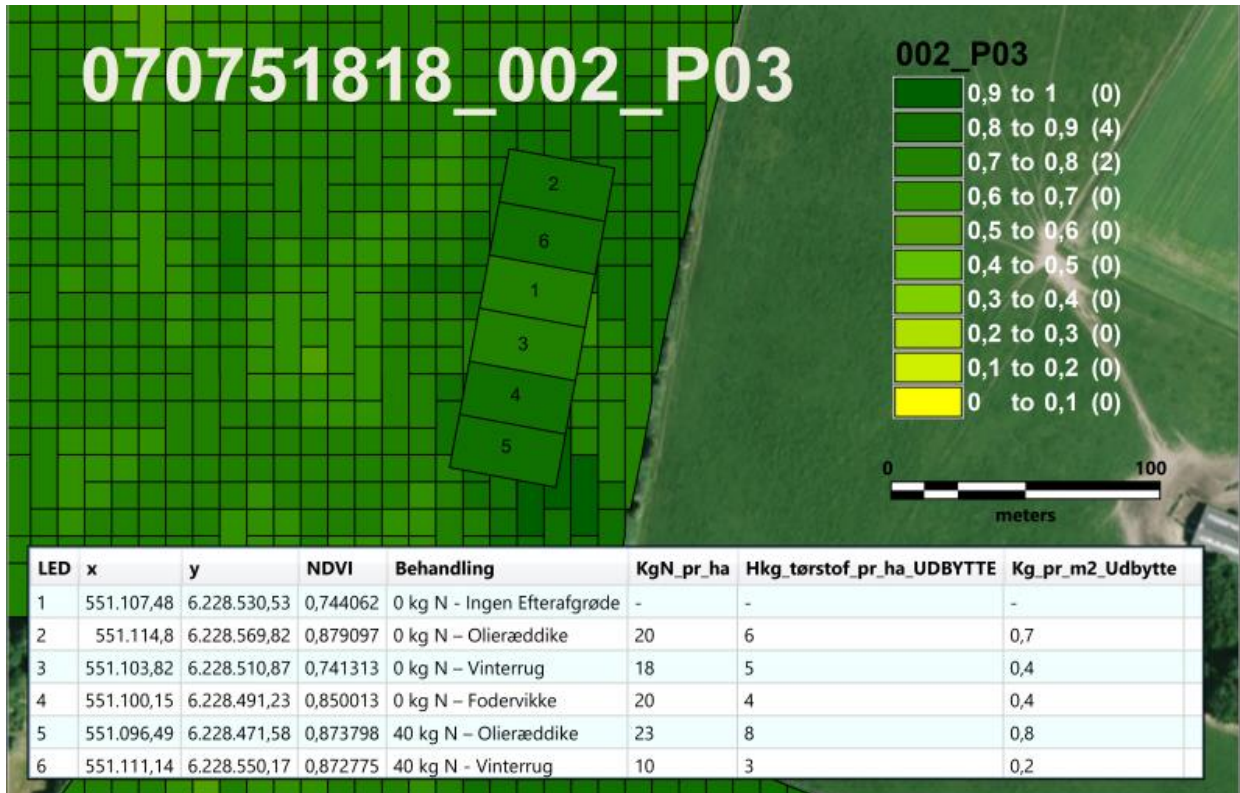 070751818_002_P03
002_P03
0,9 to 1 (0)
0,8 to 0,9 (4)
0,7 to 0,8 (2)
0,6 to 0,7 (0)
0,5 to 0,6 (0)
0,4 to 0,5 (0)
0,3 to 0,4 (0)
0,2 to 0,3 (0)
0,1 to 0,2 (0)
0 to 0,1 (0)
2
6
1
3
4
5
0 100
meters
LED x y NDVI Behandling KgN_pr_ha Hkg_tørstof_pr_ha_UDBYTTE Kg_pr_m2_Udbytte
1 551.107,48 6.228.530,53 0,744062 0 kg N - Ingen Efterafgrøde - - -
2 551.114,8 6.228.569,82 0,879097 0 kg N – Olieræddike 20 6 0,7
3 551.103,82 6.228.510,87 0,741313 0 kg N – Vinterrug 18 5 0,4
4 551.100,15 6.228.491,23 0,850013 0 kg N – Fodervikke 20 4 0,4
5 551.096,49 6.228.471,58 0,873798 40 kg N – Olieræddike 23 8 0,8
6 551.111,14 6.228.550,17 0,872775 40 kg N - Vinterrug 10 3 0,2